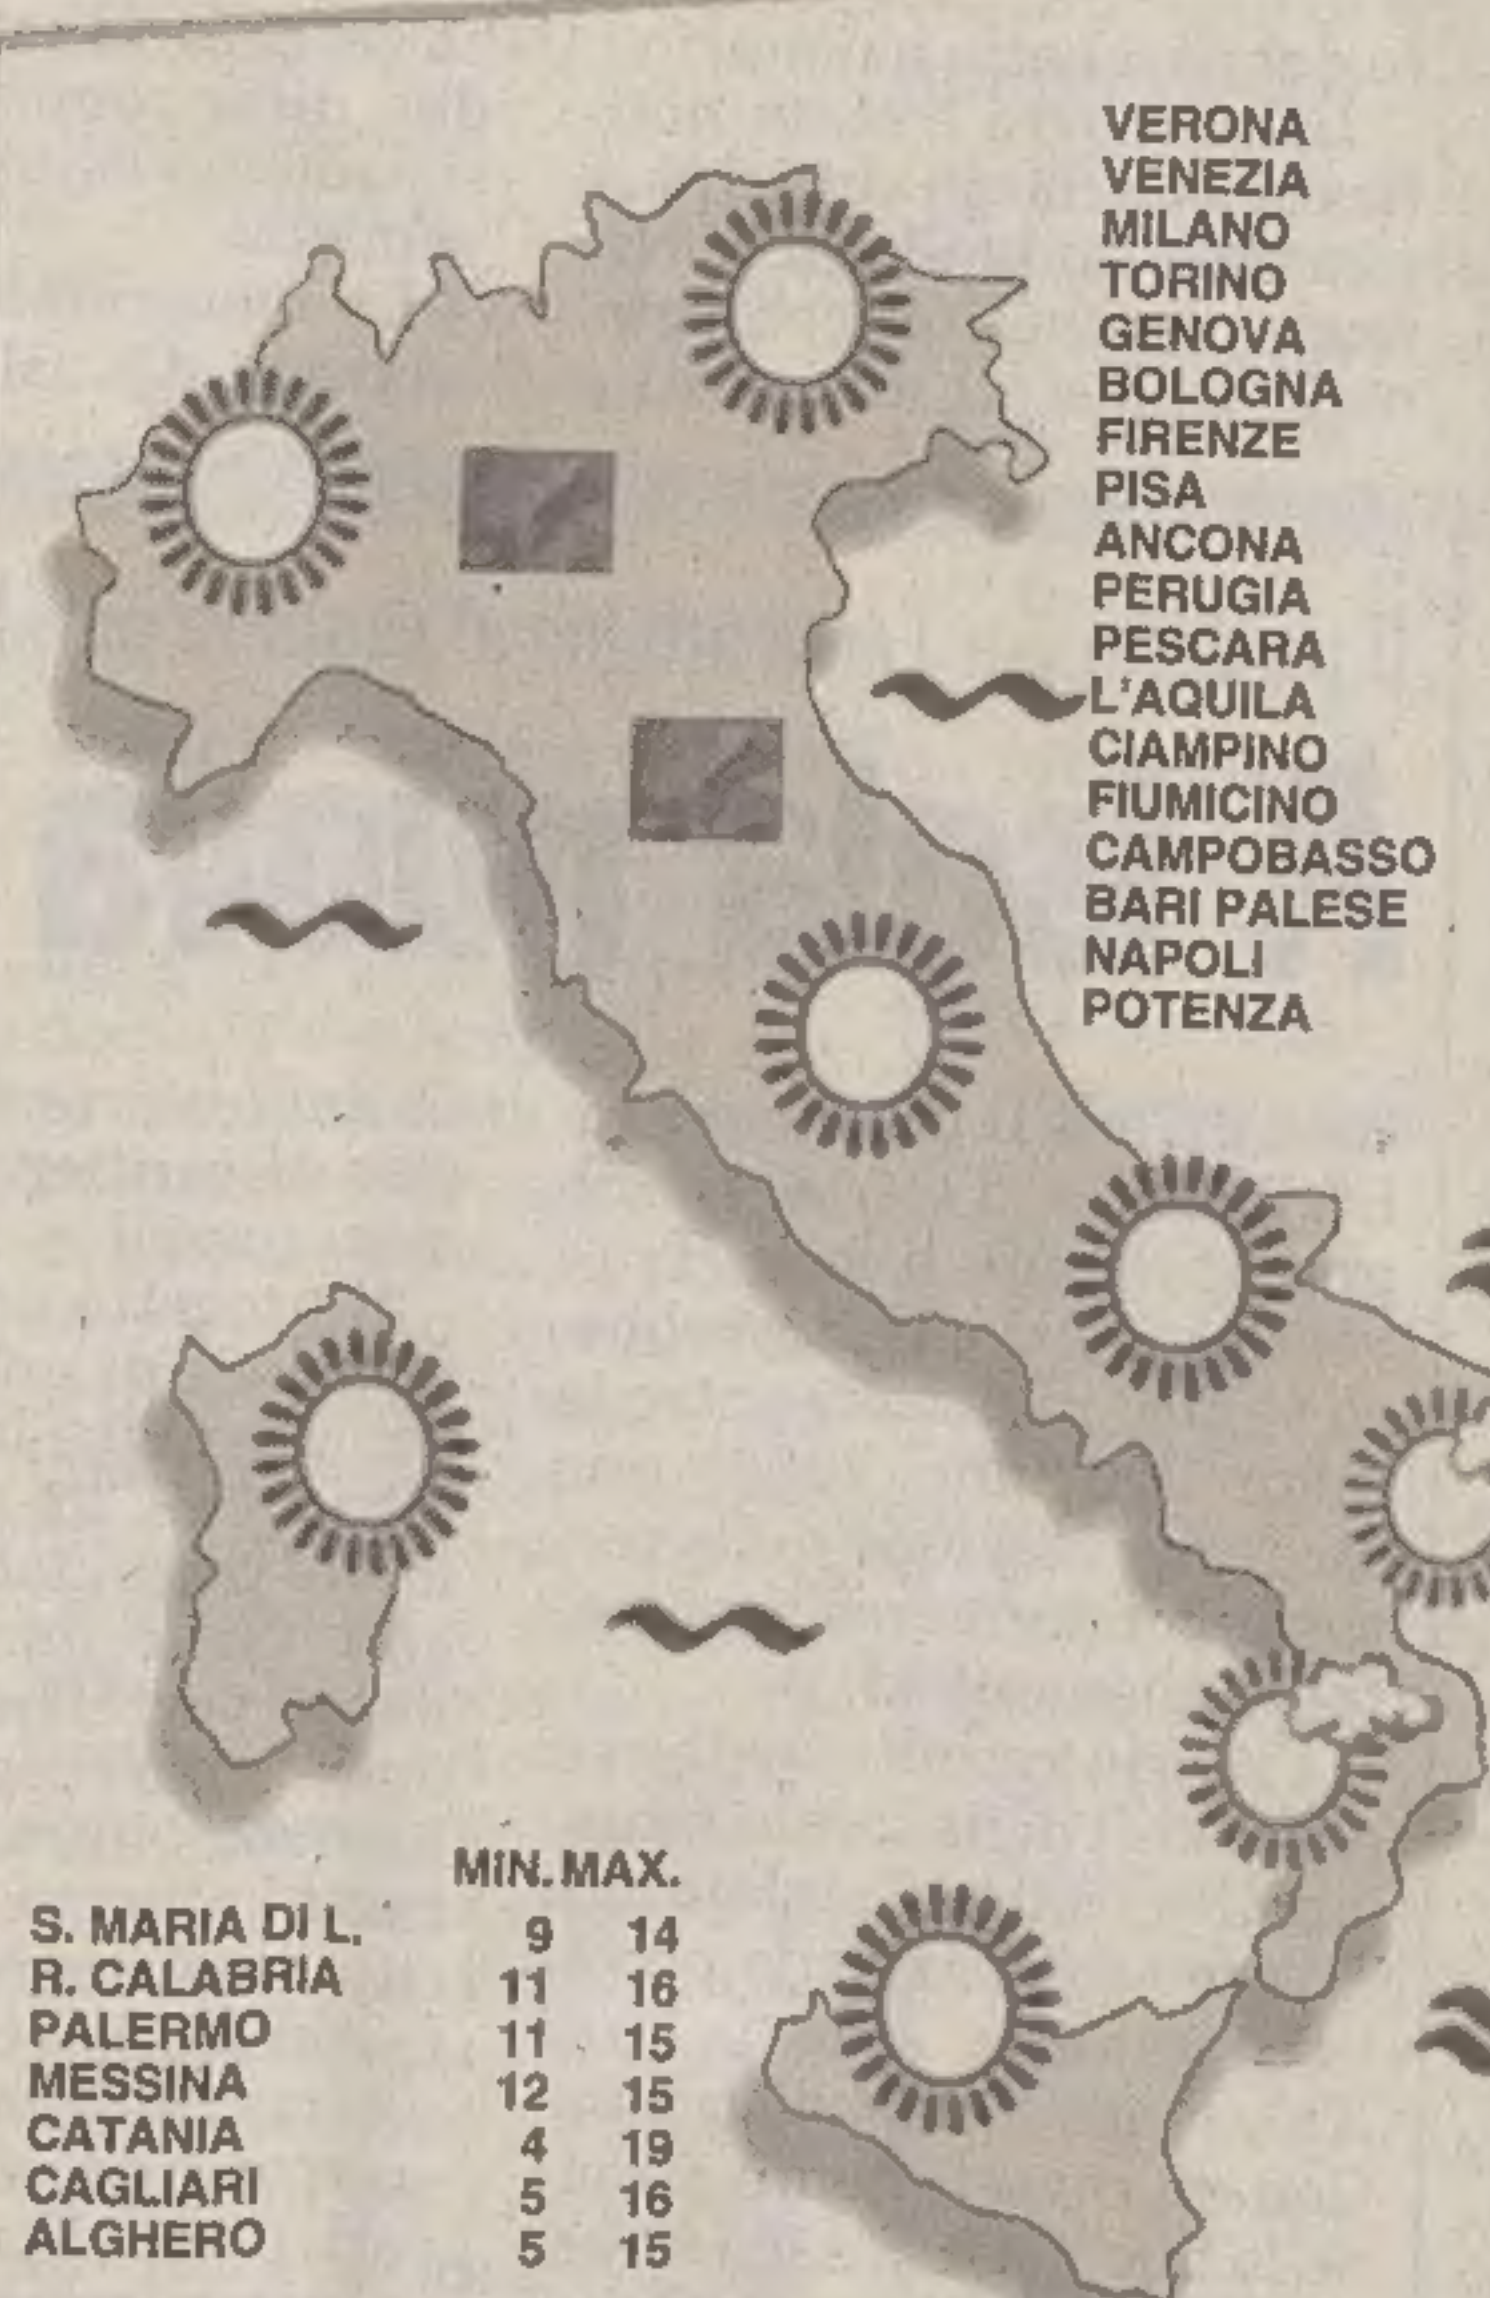 VERONA
VENEZIA
MILANO
TORINO
GENOVA
BOLOGNA
FIRENZE
PISA
ANCONA
PERUGIA
PESCARA
L'AQUILA
CIAMPINO
FIUMICINO
CAMPOBASSO
BARI PALESE
NAPOLI
POTENZA
MIN. MAX.
S. MARIA DI L. 9 14
R. CALABRIA 11 16
PALERMO 11 15
MESSINA 12 15
CATANIA 4 19
CAGLIARI 5 16
ALGHERO 5 15